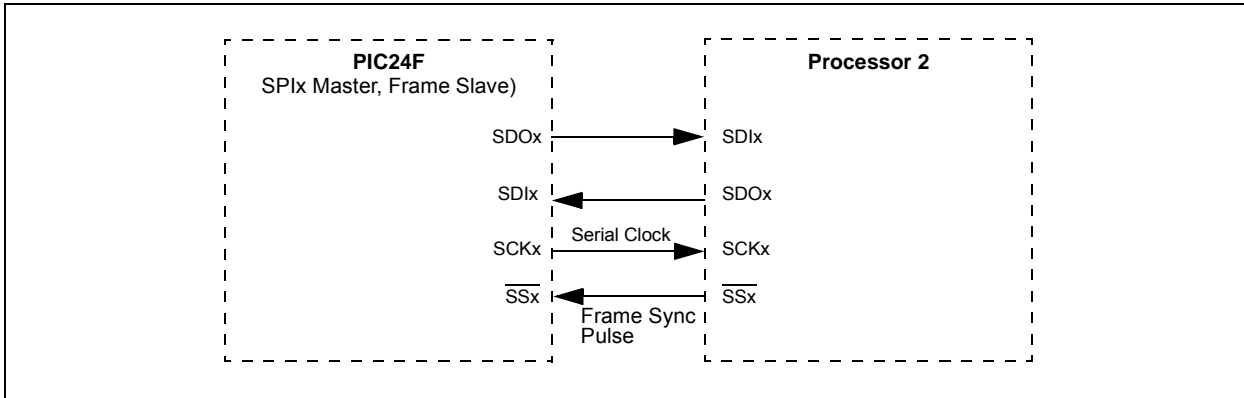 PIC24F
SPIx Master, Frame Slave)
Processor 2
SDOx
SDIx
SDIx
SDOx
SCKx
Serial Clock
SCKx
SSx
Frame Sync
Pulse
SSx